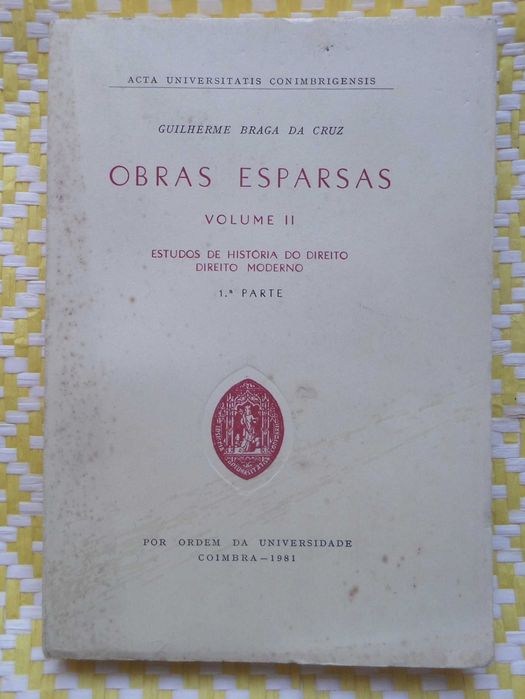 ACTA UNIVERSITATIS CONIMBRIGENSIS
GUILHERME BRAGA DA CRUZ
OBRAS ESPARSAS
VOLUME II
ESTUDOS DE HISTÓRIA DO DIREITO
DIREITO MODERNO
1.ª PARTE
POR ORDEM DA UNIVERSIDADE
COIMBRA — 1981